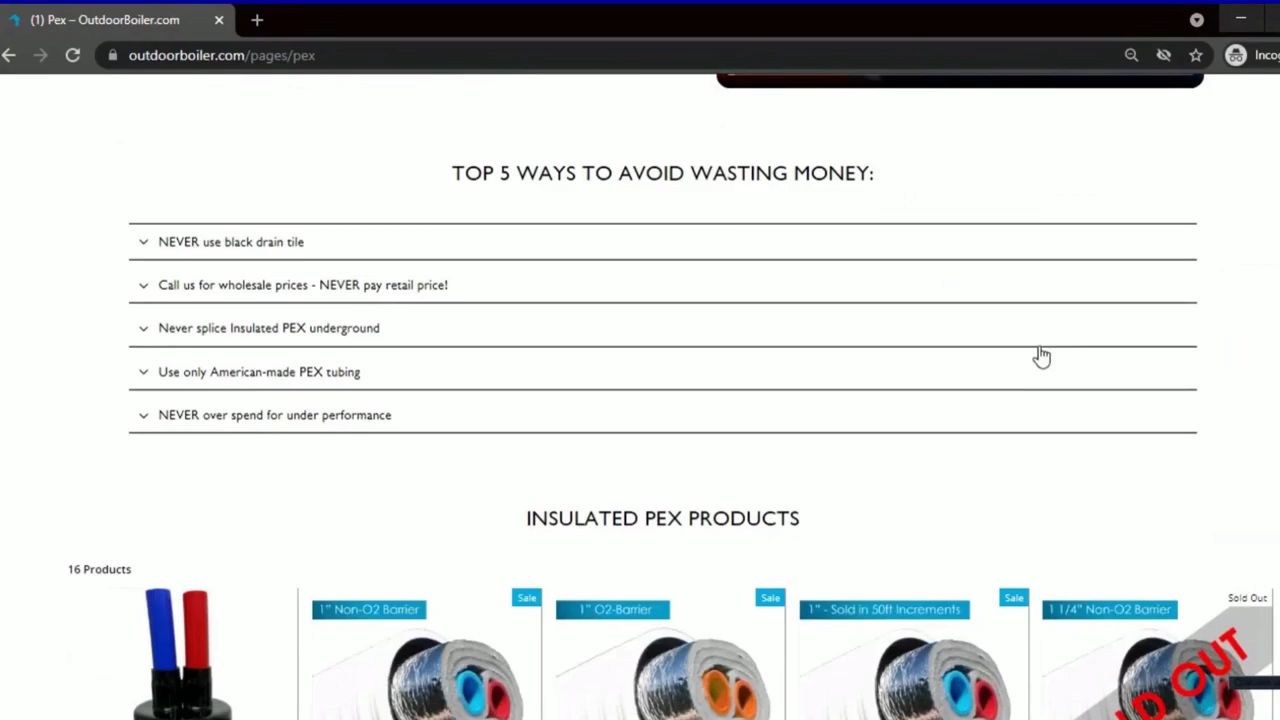 (1) Pex – OutdoorBoiler.com
outdoorboiler.com/pages/pex
TOP 5 WAYS TO AVOID WASTING MONEY:
NEVER use black drain tile
Call us for wholesale prices - NEVER pay retail price!
Never splice Insulated PEX underground
Use only American-made PEX tubing
NEVER over spend for under performance
INSULATED PEX PRODUCTS
16 Products
1" Non-O2 Barrier
Sale
1" O2-Barrier
Sale
1" - Sold in 50ft Increments
Sale
1 1/4" Non-O2 Barrier
Sold Out